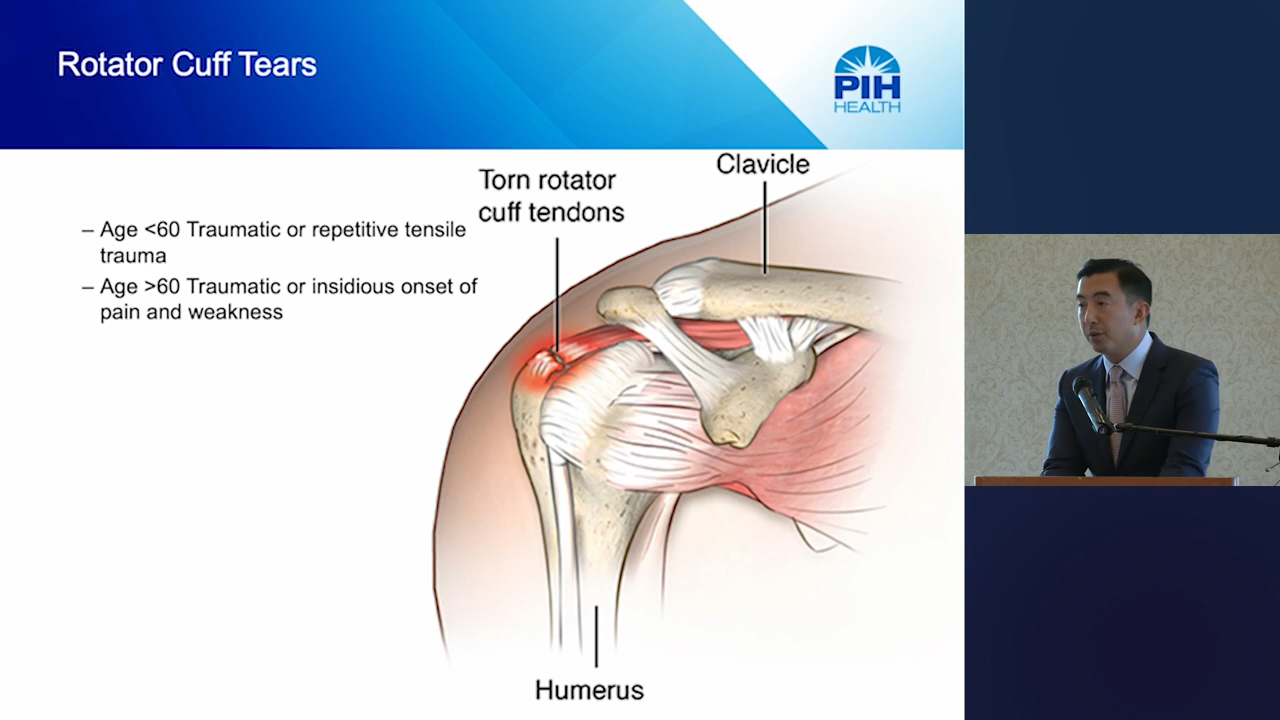 Rotator Cuff Tears
PIH
HEALTH
– Age <60 Traumatic or repetitive tensile
trauma
– Age >60 Traumatic or insidious onset of
pain and weakness
Torn rotator
cuff tendons
Clavicle
Humerus